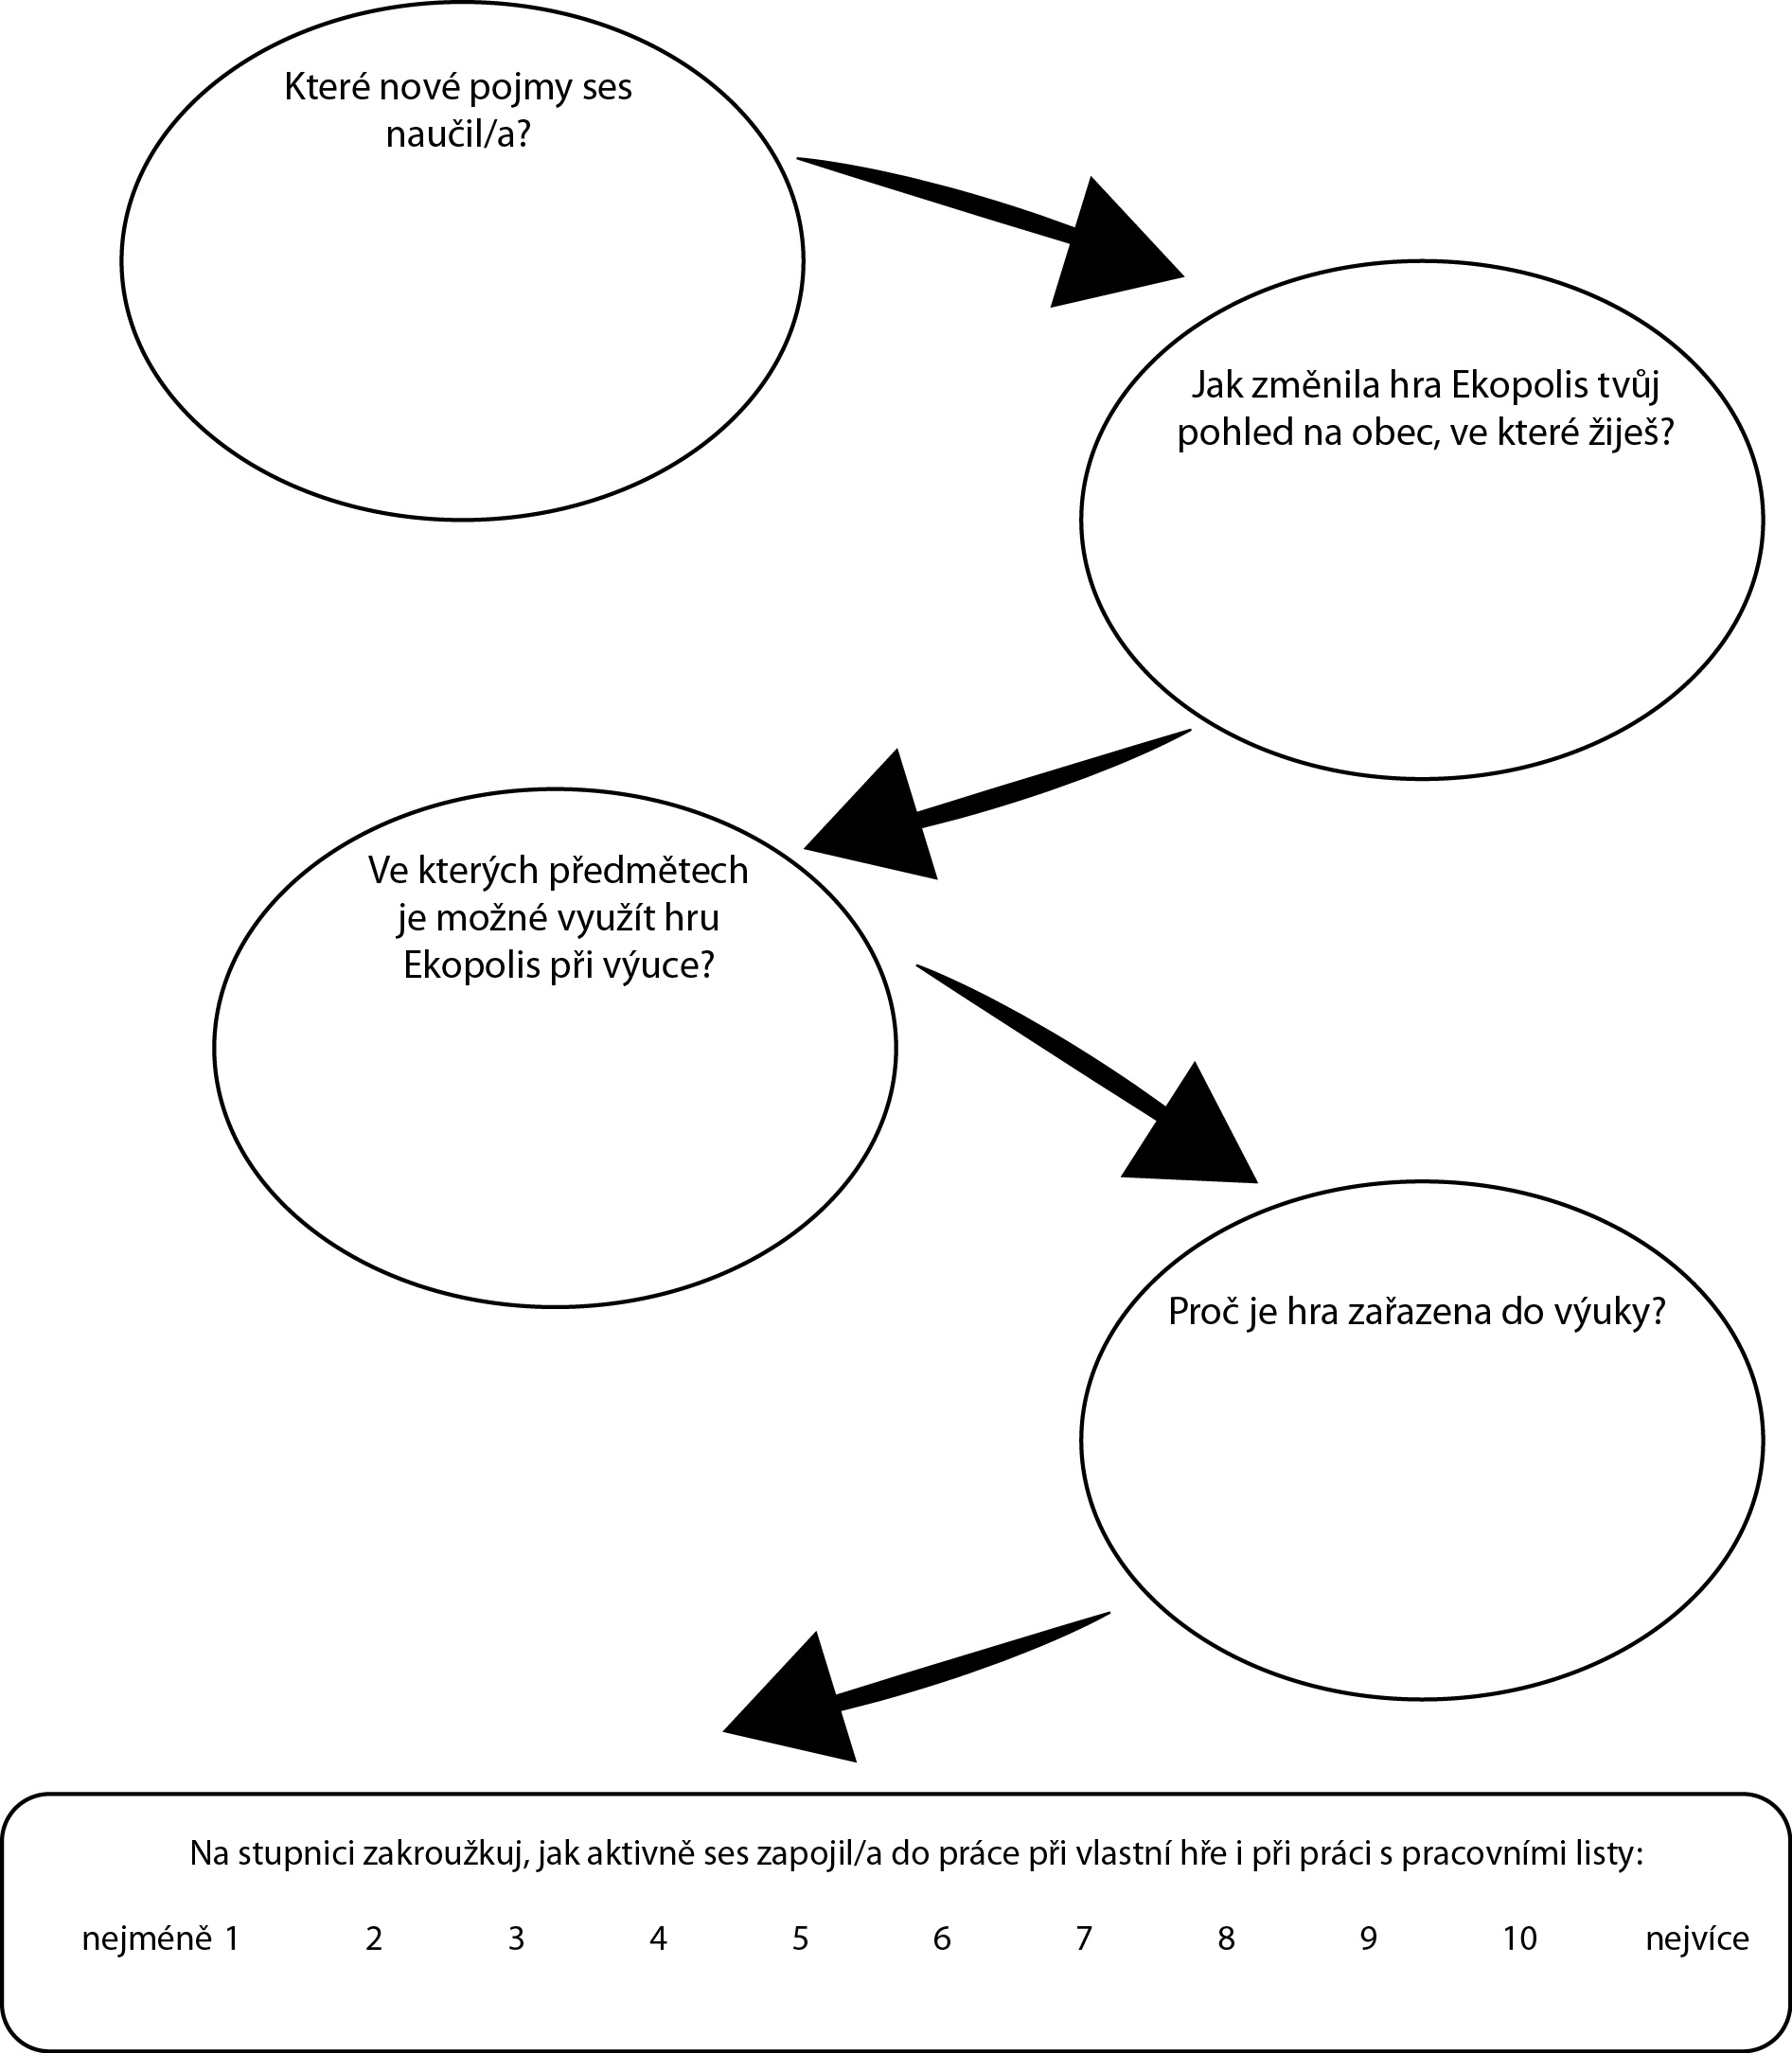 Které nové pojmy ses
naučil/a?
Jak změnila hra Ekopolis tvůj
pohled na obec, ve které žiješ?
Ve kterých předmětech
je možné využít hru
Ekopolis při výuce?
Proč je hra zařazena do výuky?
Na stupnici zakroužkuj, jak aktivně ses zapojil/a do práce při vlastní hře i při práci s pracovními listy:
nejméně 1 2 3 4 5 6 7 8 9 10 nejvíce